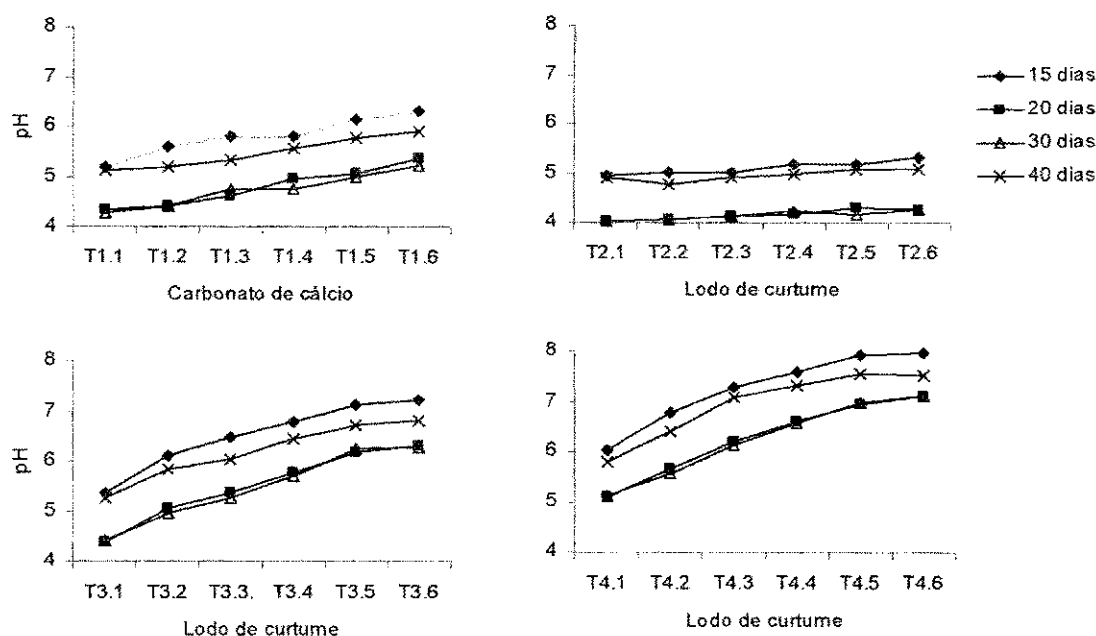 8
7
6
5
4
pH
T1.1 T1.2 T1.3 T1.4 T1.5 T1.6
Carbonato de cálcio
8
7
6
5
4
T2.1 T2.2 T2.3 T2.4 T2.5 T2.6
Lodo de curtume
15 dias
20 dias
30 dias
40 dias
8
7
6
5
4
pH
T3.1 T3.2 T3.3. T3.4 T3.5 T3.6
Lodo de curtume
8
7
6
5
4
T4.1 T4.2 T4.3 T4.4 T4.5 T4.6
Lodo de curtume